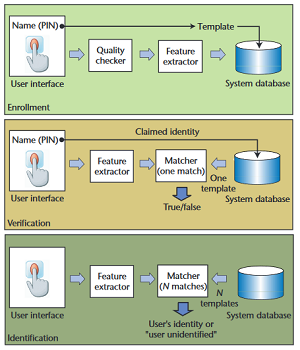 Name (PIN)
Template
Quality
checker
Feature
extractor
User interface
System database
Enrollment
Name (PIN)
Claimed identity
Feature
extractor
Matcher
(one match)
One
template
True/false
User interface
System database
Verification
Feature
extractor
Matcher
(N matches)
N
templates
User interface
System database
User's identity or
"user unidentified"
Identification